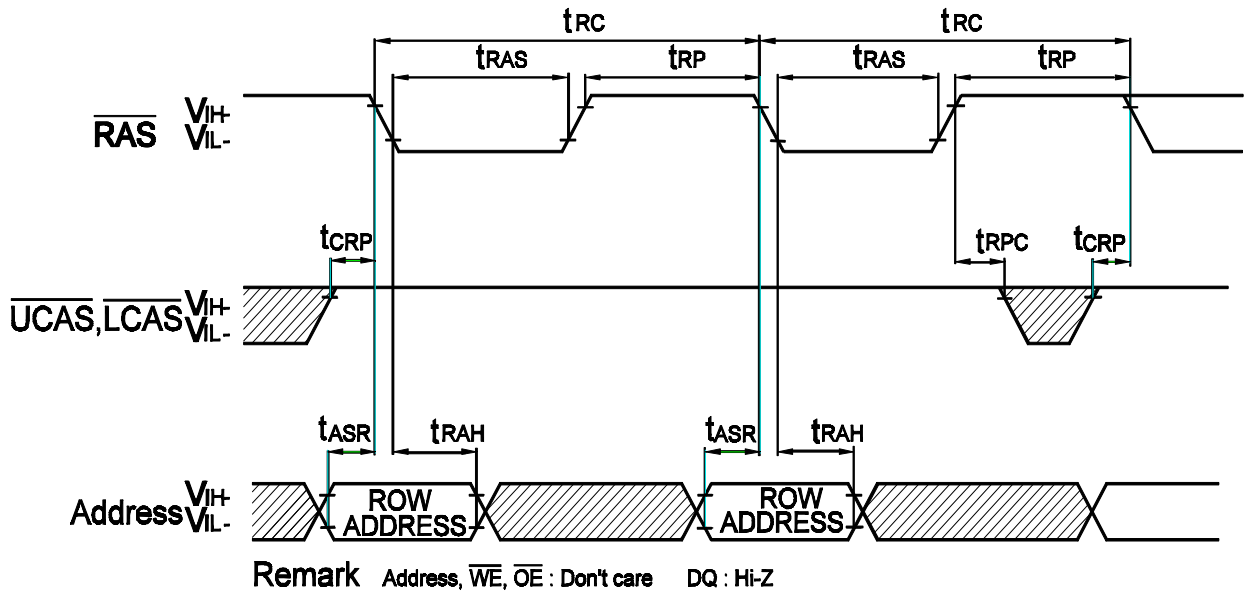 tRC tRC
tRAS tRP tRAS tRP
RAS VIH-
VIL-
tCRP tRPC tCRP
UCAS, LCAS VIH-
VIL-
tASR tRAH tASR tRAH
Address VIH-
VIL-
ROW
ADDRESS
ROW
ADDRESS
Remark Address, WE, OE : Don't care DQ : Hi-Z